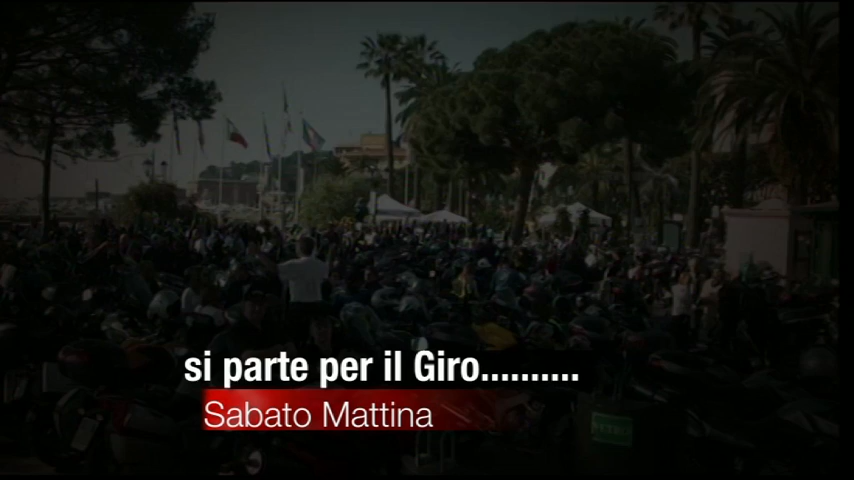 si parte per il Giro..........
Sabato Mattina